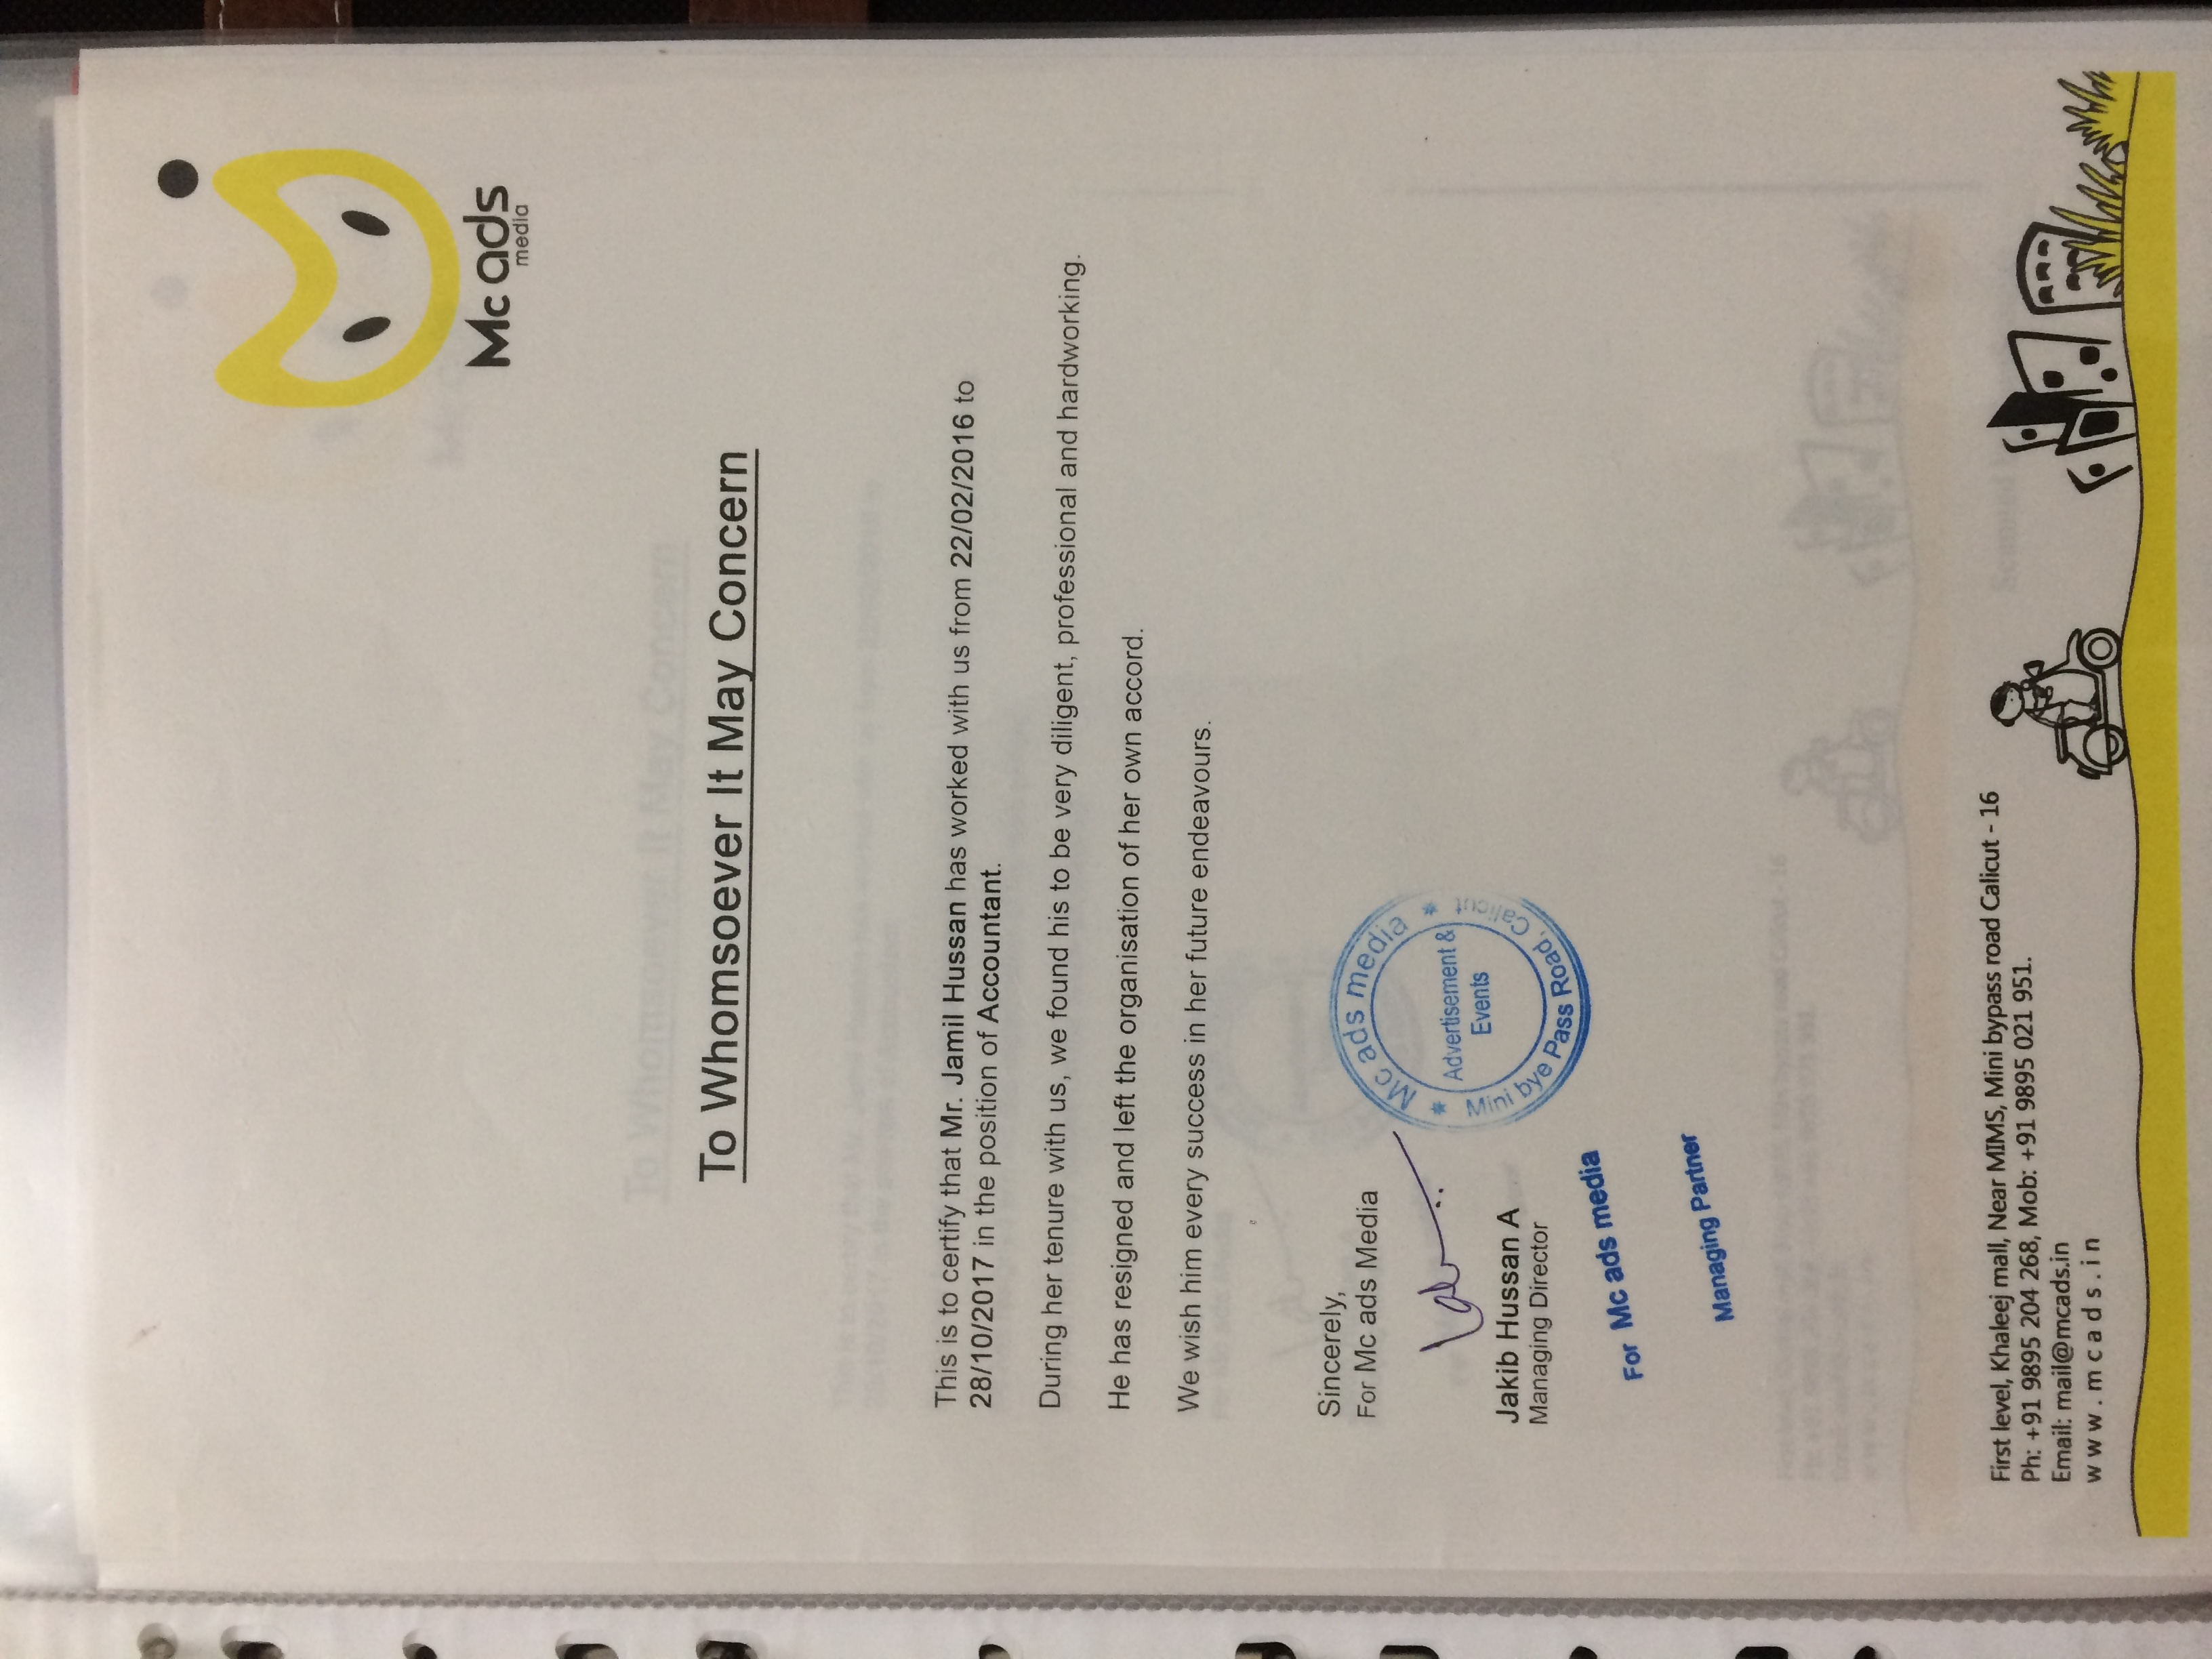 Mc ads
media
To Whomsoever It May Concern
This is to certify that Mr. Jamil Hussan has worked with us from 22/02/2016 to
28/10/2017 in the position of Accountant.
During her tenure with us, we found his to be very diligent, professional and hardworking.
He has resigned and left the organisation of her own accord.
We wish him every success in her future endeavours.
Sincerely,
For Mc ads Media
Mc ads media
Advertisement &
Events
Mini bye Pass Road, Calicut
Jakib Hussan A
Managing Director
For Mc ads media
Managing Partner
First level, Khaleej mall, Near MIMS, Mini bypass road Calicut - 16
Ph: +91 9895 204 268, Mob: +91 9895 021 951.
Email: mail@mcads.in
www.mcads.in